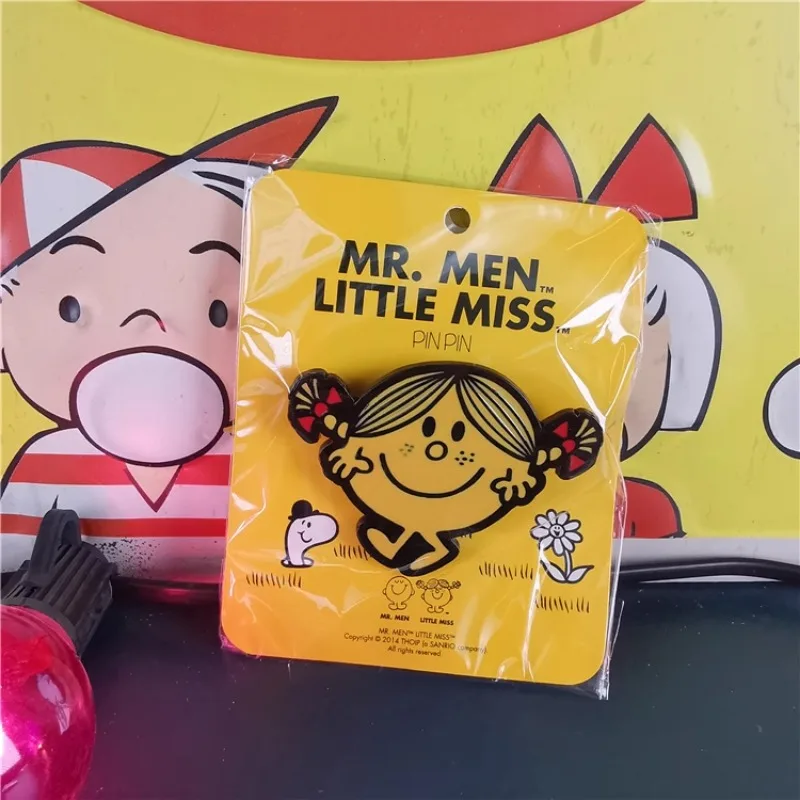 MR. MEN™
LITTLE MISS™
PIN PIN
MR. MEN LITTLE MISS
MR. MEN™ LITTLE MISS™
Copyright © 2014 THOIP (a SANRIO company).
All rights reserved.